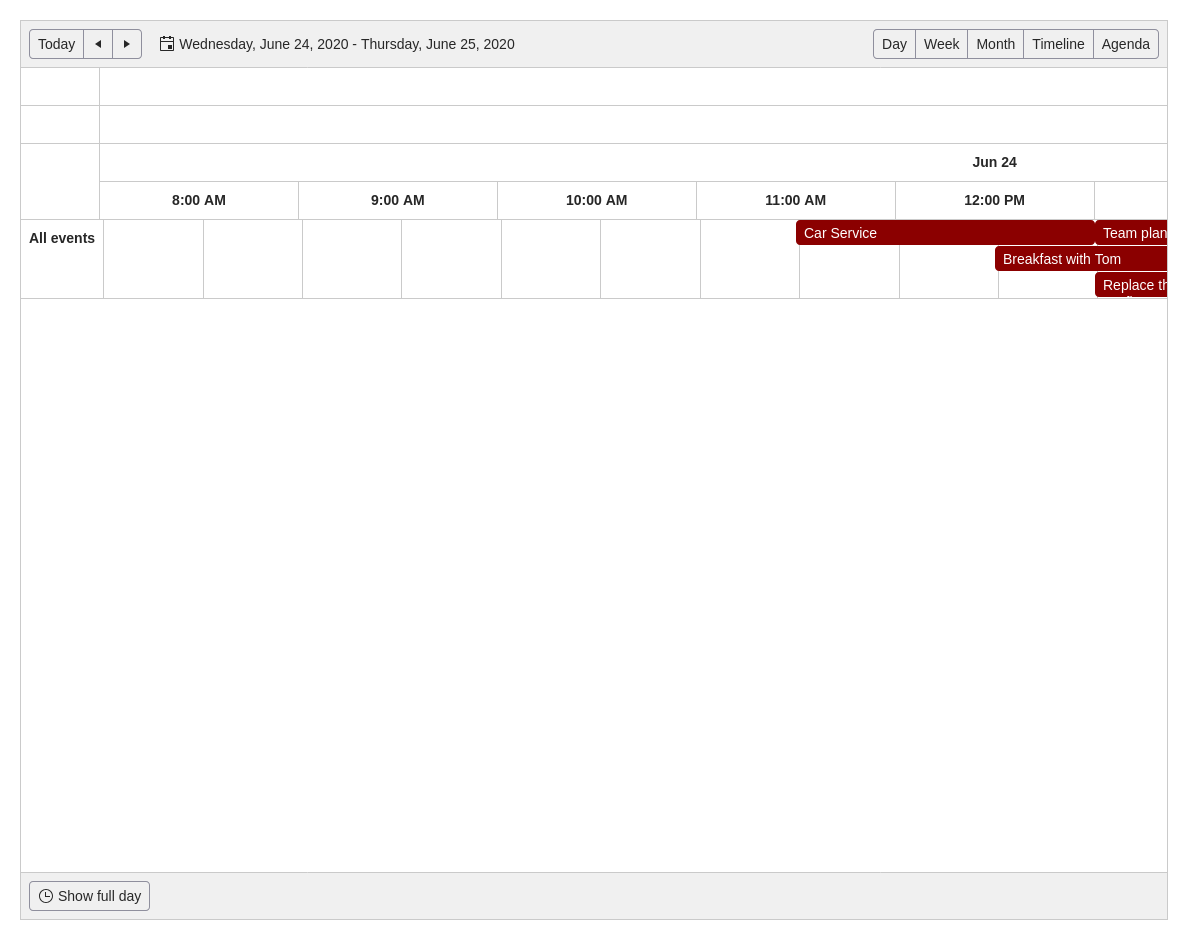 Today
Wednesday, June 24, 2020 - Thursday, June 25, 2020
Day Week Month Timeline Agenda
Jun 24
8:00 AM 9:00 AM 10:00 AM 11:00 AM 12:00 PM
All events
Car Service
Team plan
Breakfast with Tom
Replace th
Show full day